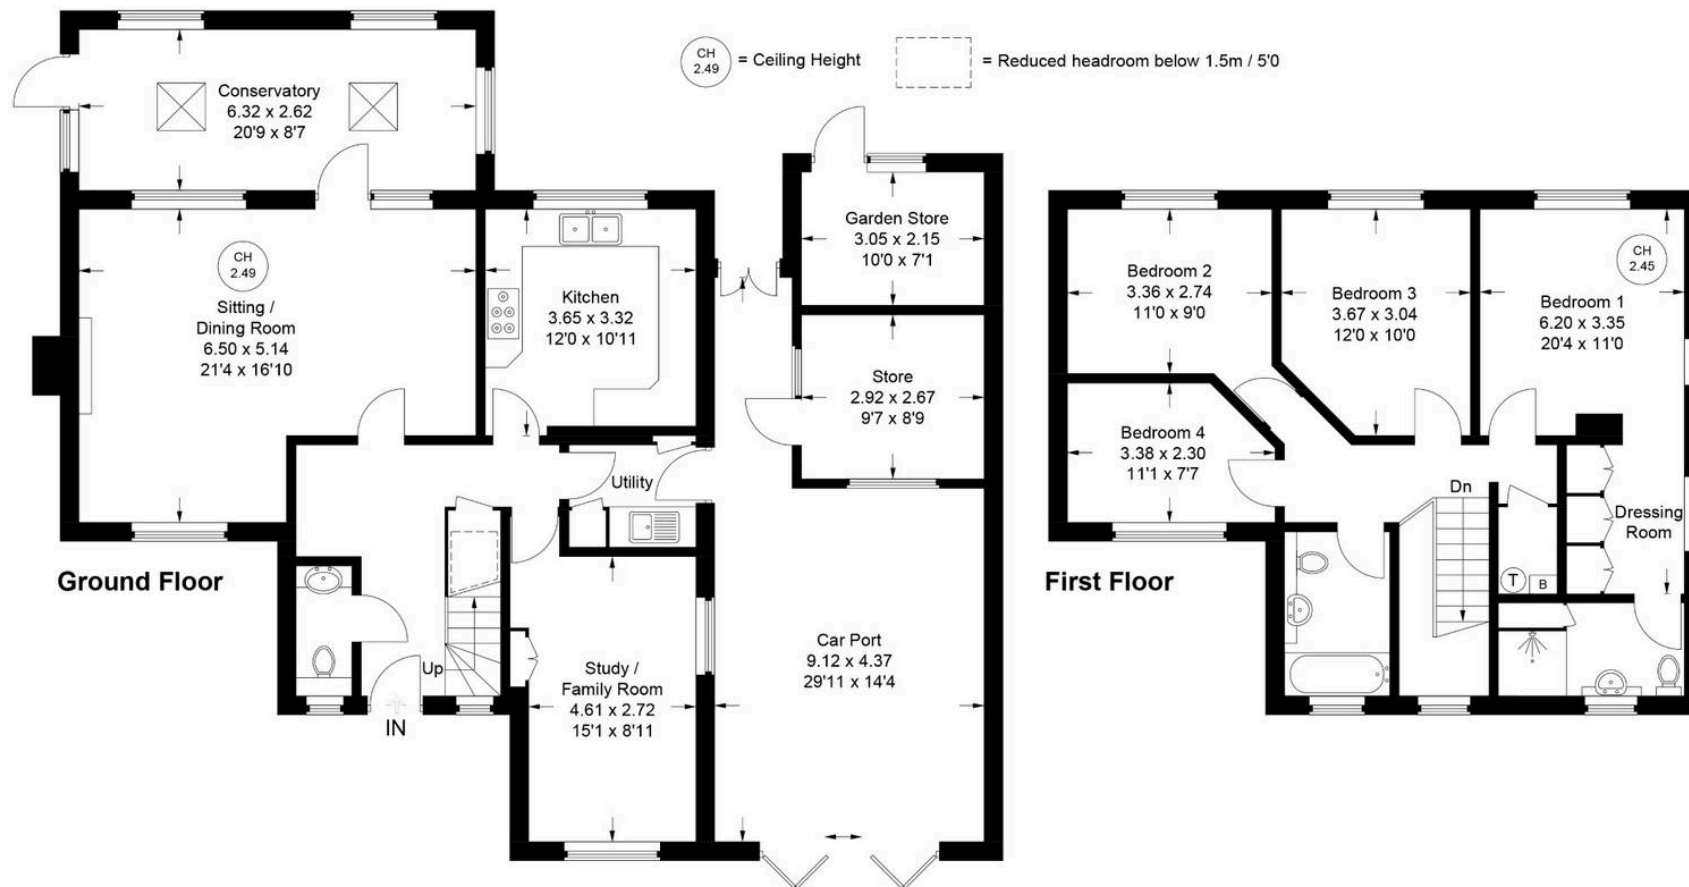 CH
2.49
= Ceiling Height
= Reduced headroom below 1.5m / 5'0
Conservatory
6.32 x 2.62
20'9 x 8'7
CH
2.49
Sitting /
Dining Room
6.50 x 5.14
21'4 x 16'10
Kitchen
3.65 x 3.32
12'0 x 10'11
Garden Store
3.05 x 2.15
10'0 x 7'1
Store
2.92 x 2.67
9'7 x 8'9
Utility
Ground Floor
Up
IN
Study /
Family Room
4.61 x 2.72
15'1 x 8'11
Car Port
9.12 x 4.37
29'11 x 14'4
Bedroom 2
3.36 x 2.74
11'0 x 9'0
Bedroom 3
3.67 x 3.04
12'0 x 10'0
CH
2.45
Bedroom 1
6.20 x 3.35
20'4 x 11'0
Bedroom 4
3.38 x 2.30
11'1 x 7'7
Dn
Dressing
Room
First Floor
T
B